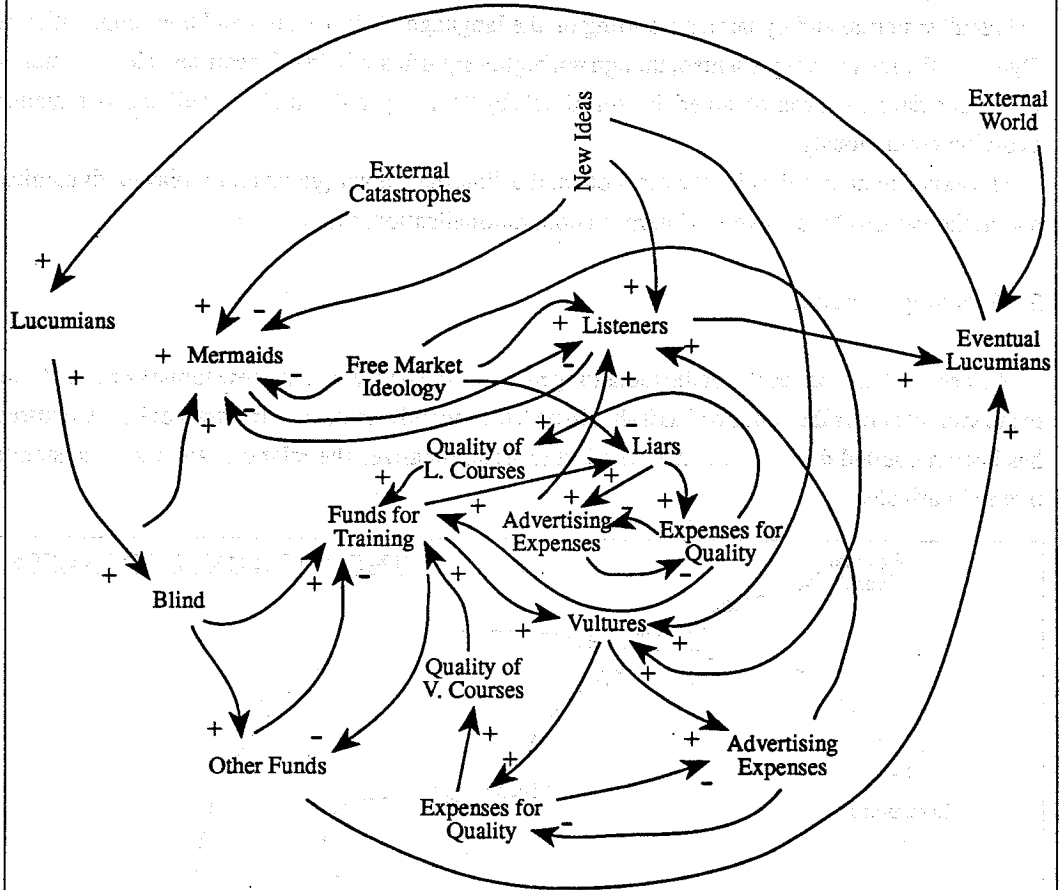 External
World
New Ideas
External
Catastrophes
+
+
-
+
Lucumians
+
Listeners
Eventual
Lucumians
+
Mermaids
-
Free Market
Ideology
-
+
+
+
+
-
+
-
+
Quality of
L. Courses
Liars
+
+
+
+
+
Funds for
Training
Advertising
Expenses
-
Expenses for
Quality
+
-
+
+
-
Blind
Vultures
+
+
+
Quality of
V. Courses
+
-
+
+
+
-
Other Funds
Advertising
Expenses
Expenses for
Quality
-